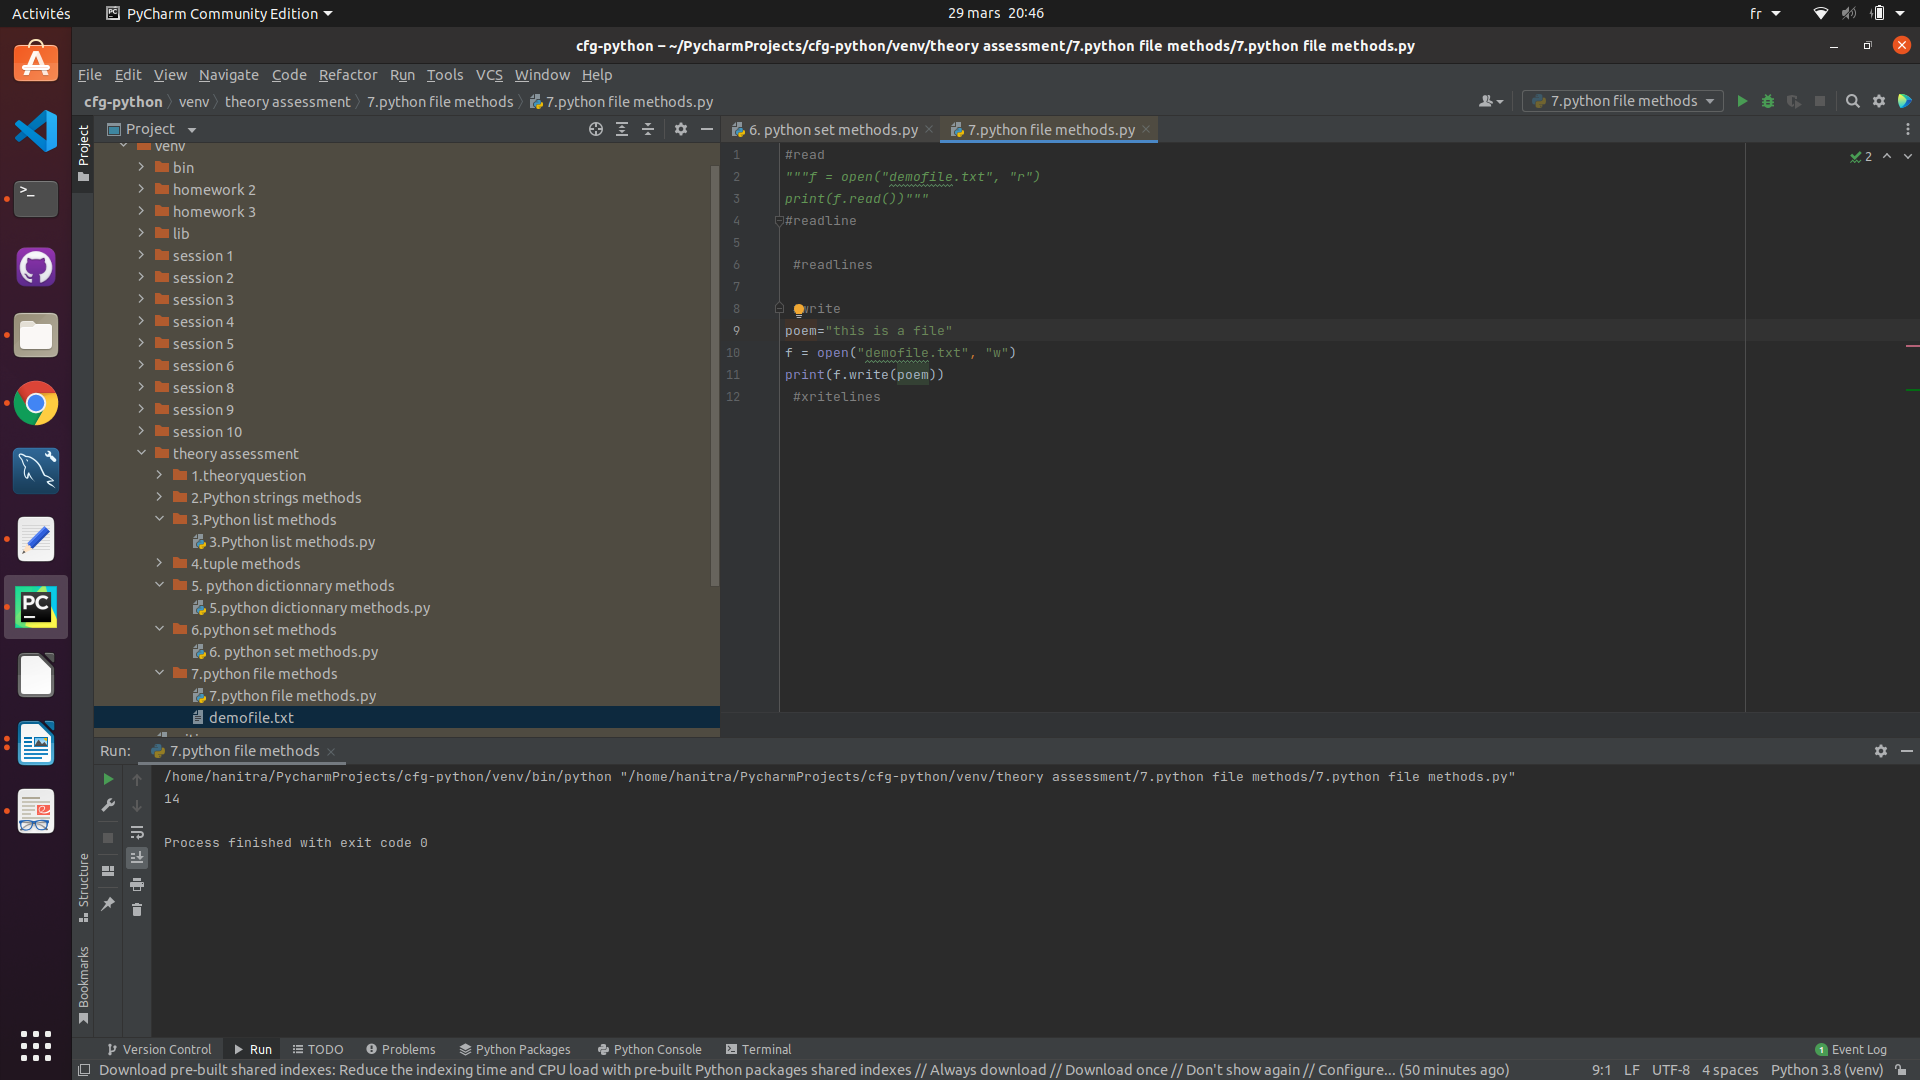 Activités
PyCharm Community Edition
29 mars 20:46
fr
cfg-python – ~/PycharmProjects/cfg-python/venv/theory assessment/7.python file methods/7.python file methods.py
File Edit View Navigate Code Refactor Run Tools VCS Window Help
cfg-python venv theory assessment 7.python file methods 7.python file methods.py
7.python file methods
Project
Project
venv
bin
homework 2
homework 3
lib
session 1
session 2
session 3
session 4
session 5
session 6
session 8
session 9
session 10
theory assessment
1.theoryquestion
2.Python strings methods
3.Python list methods
3.Python list methods.py
4.tuple methods
5. python dictionnary methods
5.python dictionnary methods.py
6.python set methods
6. python set methods.py
7.python file methods
7.python file methods.py
demofile.txt
6. python set methods.py
7.python file methods.py
2
1 #read
2 """f = open("demofile.txt", "r")
3 print(f.read())"""
4 #readline
5
6 #readlines
7
8 write
9 poem="this is a file"
10 f = open("demofile.txt", "w")
11 print(f.write(poem))
12 #xritelines
Run: 7.python file methods
/home/hanitra/PycharmProjects/cfg-python/venv/bin/python "/home/hanitra/PycharmProjects/cfg-python/venv/theory assessment/7.python file methods/7.python file methods.py"
14
Process finished with exit code 0
Structure
Bookmarks
PC
Version Control Run TODO Problems Python Packages Python Console Terminal
1 Event Log
Download pre-built shared indexes: Reduce the indexing time and CPU load with pre-built Python packages shared indexes // Always download // Download once // Don't show again // Configure... (50 minutes ago)
9:1 LF UTF-8 4 spaces Python 3.8 (venv)